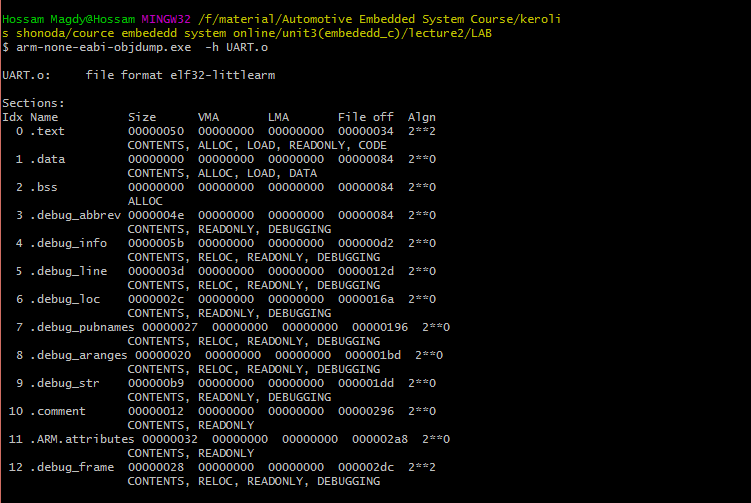 Hossam Magdy@Hossam MINGW32 /f/material/Automotive Embedded System Course/keroli
s shonoda/cource embededd system online/unit3(embededd_c)/lecture2/LAB
$ arm-none-eabi-objdump.exe  -h UART.o

UART.o:     file format elf32-littlearm

Sections:
Idx Name          Size      VMA       LMA       File off  Algn
  0 .text         00000050  00000000  00000000  00000034  2**2
                  CONTENTS, ALLOC, LOAD, READONLY, CODE
  1 .data         00000000  00000000  00000000  00000084  2**0
                  CONTENTS, ALLOC, LOAD, DATA
  2 .bss          00000000  00000000  00000000  00000084  2**0
                  ALLOC
  3 .debug_abbrev 0000004e  00000000  00000000  00000084  2**0
                  CONTENTS, READONLY, DEBUGGING
  4 .debug_info   0000005b  00000000  00000000  000000d2  2**0
                  CONTENTS, RELOC, READONLY, DEBUGGING
  5 .debug_line   0000003d  00000000  00000000  0000012d  2**0
                  CONTENTS, RELOC, READONLY, DEBUGGING
  6 .debug_loc    0000002c  00000000  00000000  0000016a  2**0
                  CONTENTS, READONLY, DEBUGGING
  7 .debug_pubnames 00000027  00000000  00000000  00000196  2**0
                  CONTENTS, RELOC, READONLY, DEBUGGING
  8 .debug_aranges 00000020  00000000  00000000  000001bd  2**0
                  CONTENTS, RELOC, READONLY, DEBUGGING
  9 .debug_str    000000b9  00000000  00000000  000001dd  2**0
                  CONTENTS, READONLY, DEBUGGING
 10 .comment      00000012  00000000  00000000  00000296  2**0
                  CONTENTS, READONLY
 11 .ARM.attributes 00000032  00000000  00000000  000002a8  2**0
                  CONTENTS, READONLY
 12 .debug_frame  00000028  00000000  00000000  000002dc  2**2
                  CONTENTS, RELOC, READONLY, DEBUGGING